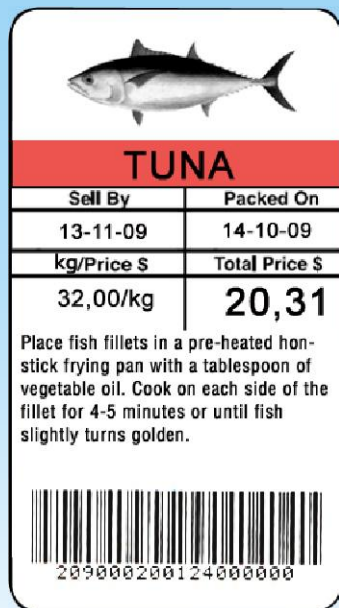 TUNA
Sell By Packed On
13-11-09 14-10-09
kg/Price $ Total Price $
32,00/kg 20,31
Place fish fillets in a pre-heated hon-
stick frying pan with a tablespoon of
vegetable oil. Cook on each side of the
fillet for 4-5 minutes or until fish
slightly turns golden.
209000200124000000